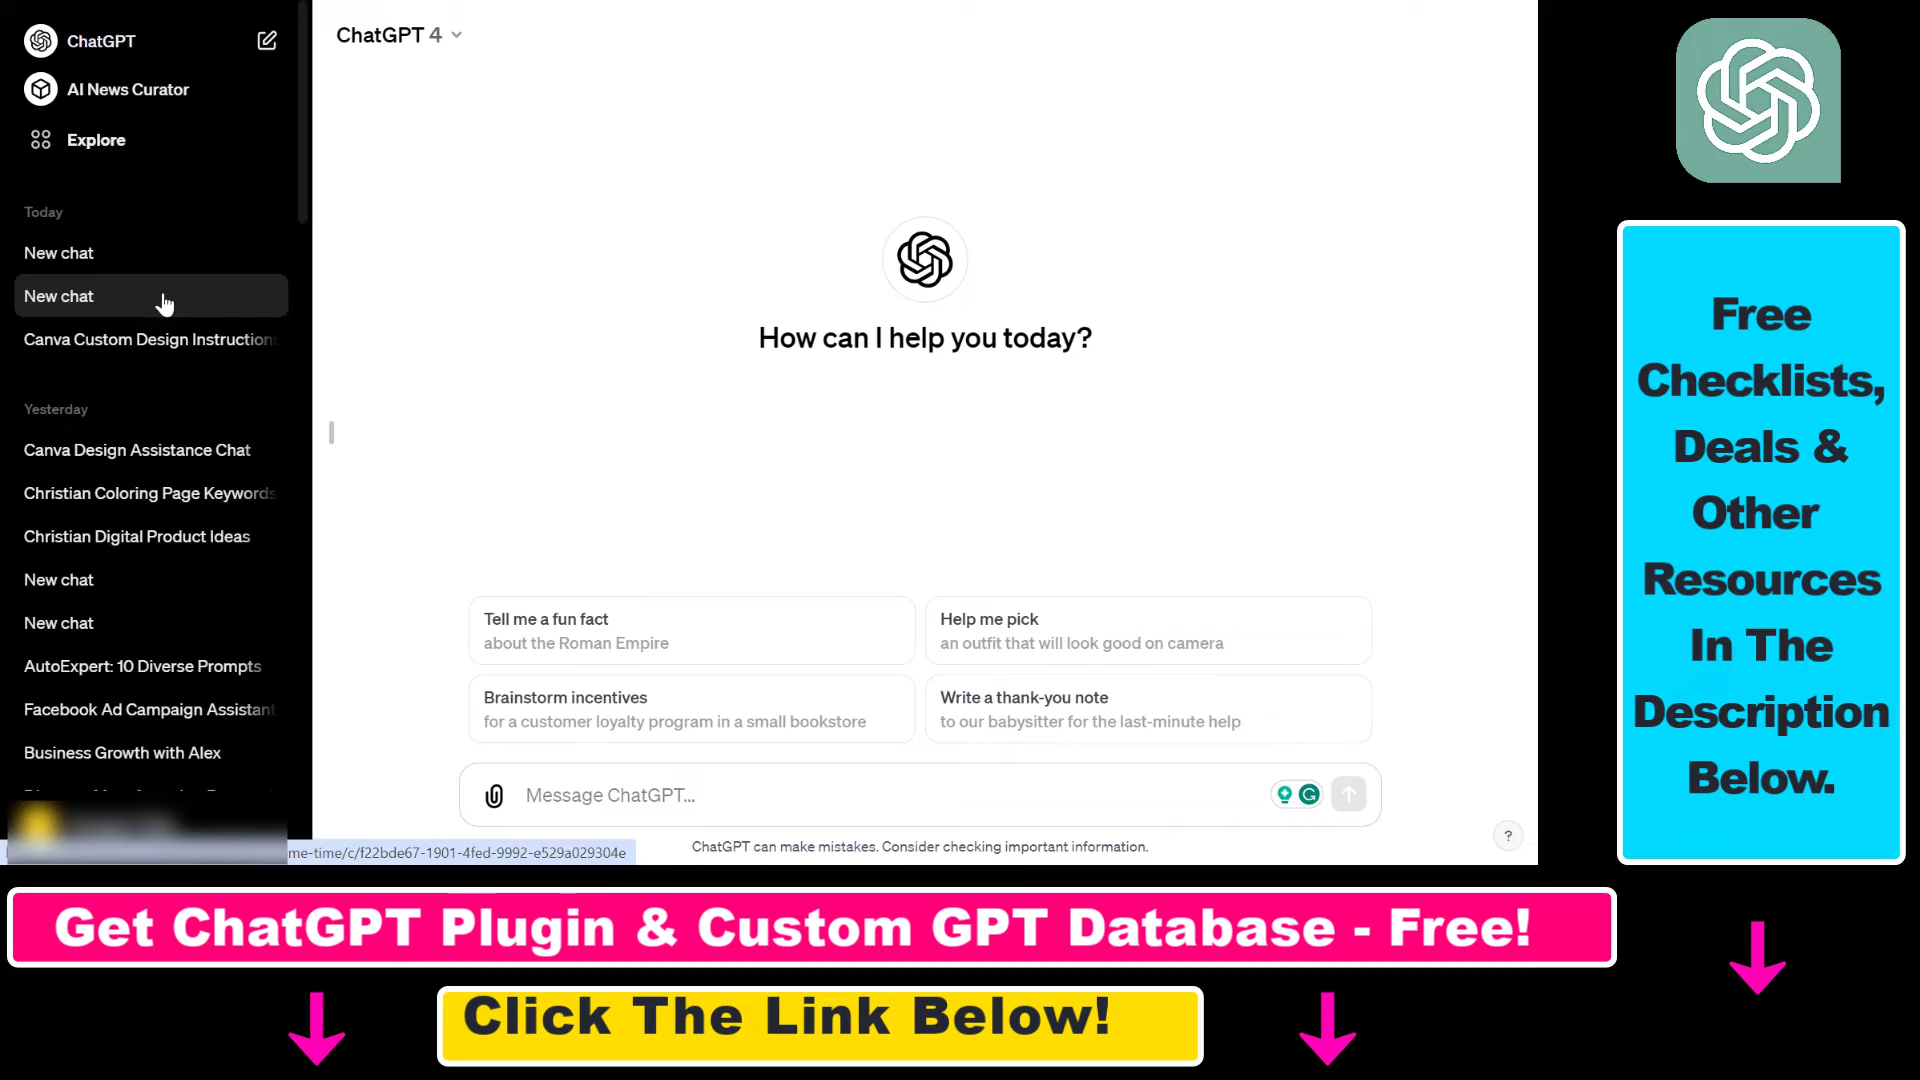 ChatGPT
AI News Curator
Explore
Today
New chat
New chat
Canva Custom Design Instructions
Yesterday
Canva Design Assistance Chat
Christian Coloring Page Keywords
Christian Digital Product Ideas
New chat
New chat
AutoExpert: 10 Diverse Prompts
Facebook Ad Campaign Assistant
Business Growth with Alex
me-time/c/f22bde67-1901-4fed-9992-e529a029304e
ChatGPT 4
How can I help you today?
Tell me a fun fact
about the Roman Empire
Help me pick
an outfit that will look good on camera
Brainstorm incentives
for a customer loyalty program in a small bookstore
Write a thank-you note
to our babysitter for the last-minute help
Message ChatGPT...
ChatGPT can make mistakes. Consider checking important information.
?
Free
Checklists,
Deals &
Other
Resources
In The
Description
Below.
Get ChatGPT Plugin & Custom GPT Database - Free!
Click The Link Below!